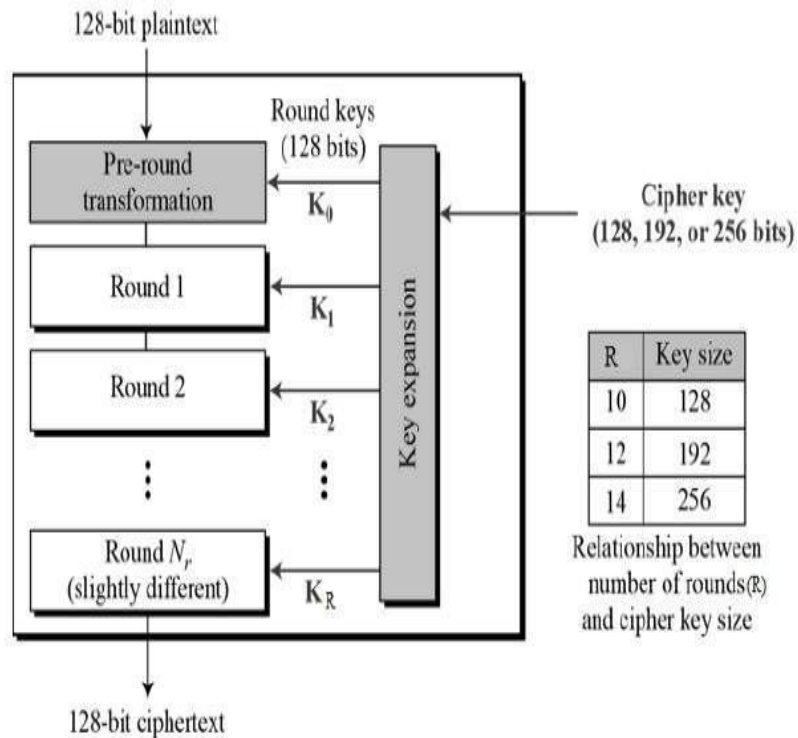 128-bit plaintext
Round keys
(128 bits)
Pre-round
transformation
K0
Cipher key
(128, 192, or 256 bits)
Round 1
K1
Round 2
K2
Key expansion
Round Nr
(slightly different)
KR
128-bit ciphertext
R Key size
10 128
12 192
14 256
Relationship between
number of rounds(R)
and cipher key size